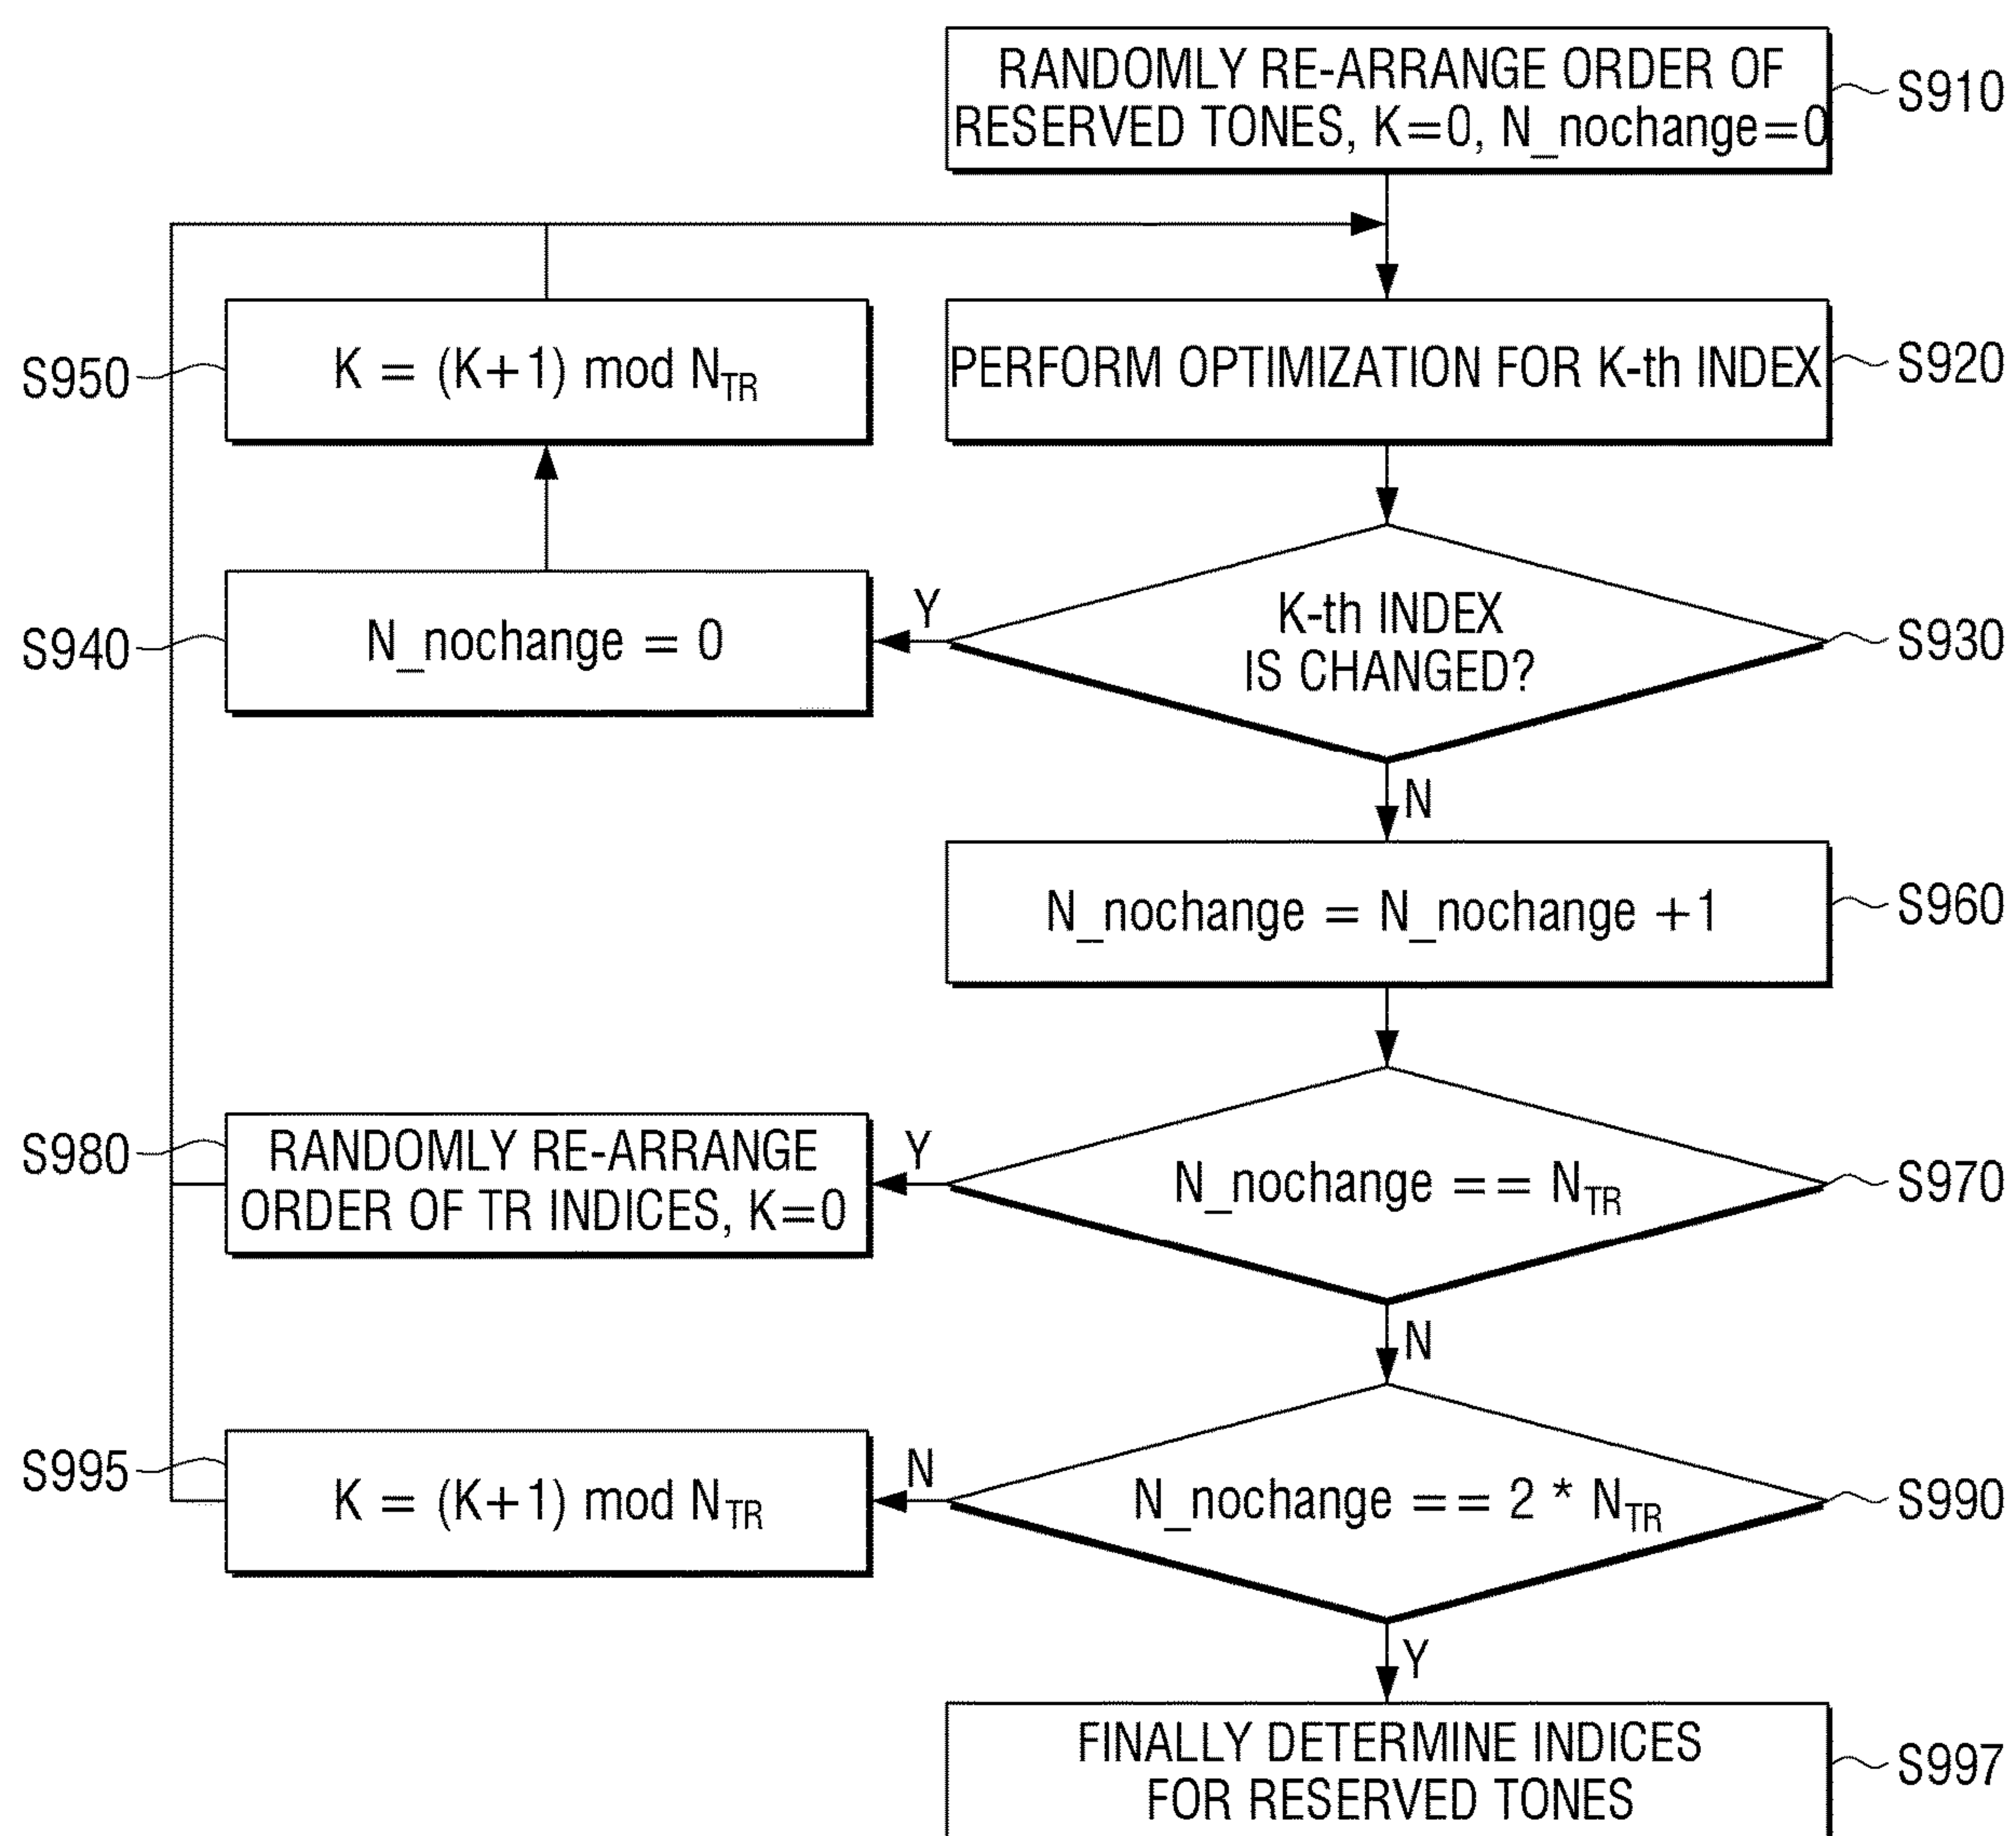 RANDOMLY RE-ARRANGE ORDER OF
RESERVED TONES, K=0, N_nochange=0
S910
S950
K = (K+1) mod NTR
PERFORM OPTIMIZATION FOR K-th INDEX
S920
S940
N_nochange = 0
Y
K-th INDEX
IS CHANGED?
S930
N
N_nochange = N_nochange +1
S960
S980
RANDOMLY RE-ARRANGE
ORDER OF TR INDICES, K=0
Y
N_nochange == NTR
S970
N
S995
K = (K+1) mod NTR
N
N_nochange == 2 * NTR
S990
Y
FINALLY DETERMINE INDICES
FOR RESERVED TONES
S997